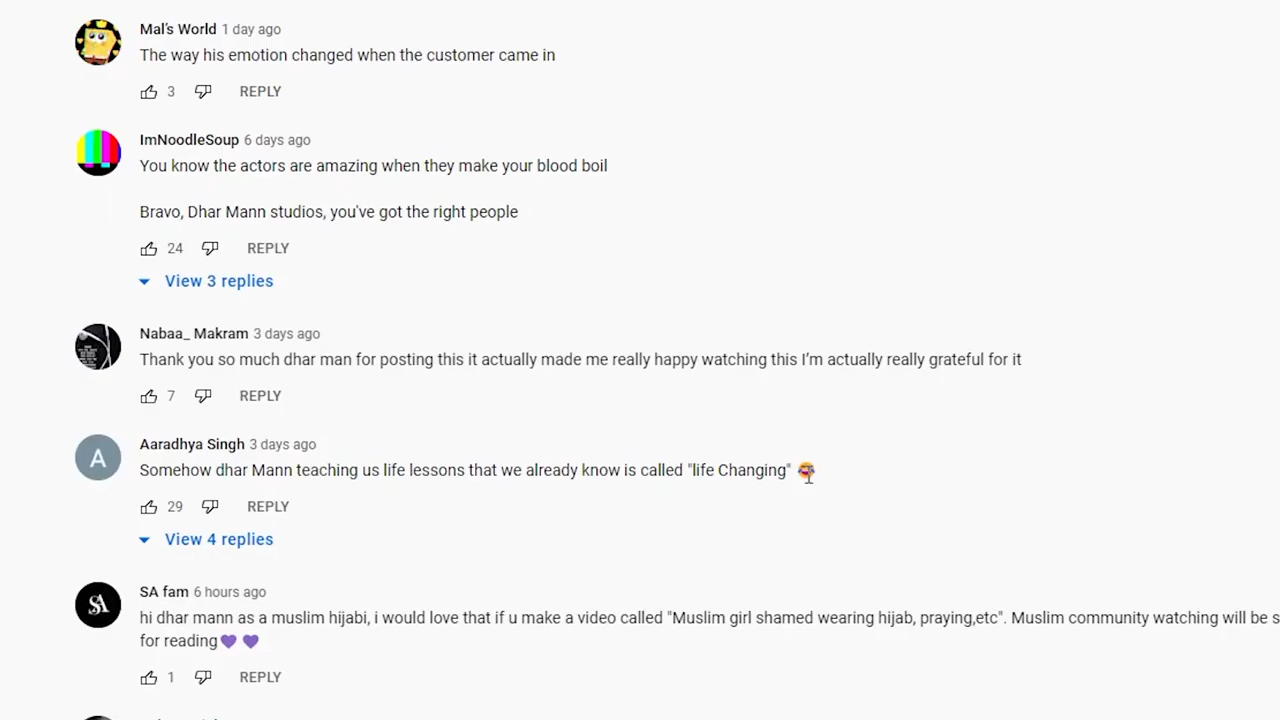 Mal's World 1 day ago
The way his emotion changed when the customer came in
3 REPLY
ImNoodleSoup 6 days ago
You know the actors are amazing when they make your blood boil
Bravo, Dhar Mann studios, you've got the right people
24 REPLY
View 3 replies
Nabaa_ Makram 3 days ago
Thank you so much dhar man for posting this it actually made me really happy watching this I'm actually really grateful for it
7 REPLY
A
Aaradhya Singh 3 days ago
Somehow dhar Mann teaching us life lessons that we already know is called "life Changing" 
29 REPLY
View 4 replies
SA
SA fam 6 hours ago
hi dhar mann as a muslim hijabi, i would love that if u make a video called "Muslim girl shamed wearing hijab, praying,etc". Muslim community watching will be
for reading💜 💜
1 REPLY